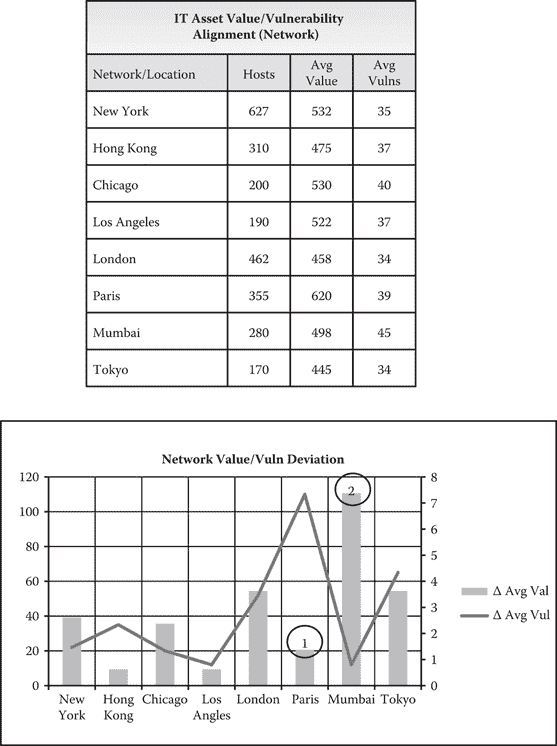 IT Asset Value/Vulnerability
Alignment (Network)
Network/Location Hosts Avg Value Avg Vulns
New York 627 532 35
Hong Kong 310 475 37
Chicago 200 530 40
Los Angeles 190 522 37
London 462 458 34
Paris 355 620 39
Mumbai 280 498 45
Tokyo 170 445 34
Network Value/Vuln Deviation
120 8
100 7
80 6
60 5
40 4
20 3
0 2
1
0
2
1
Δ Avg Val
Δ Avg Vul
New York Hong Kong Chicago Los Angles London Paris Mumbai Tokyo